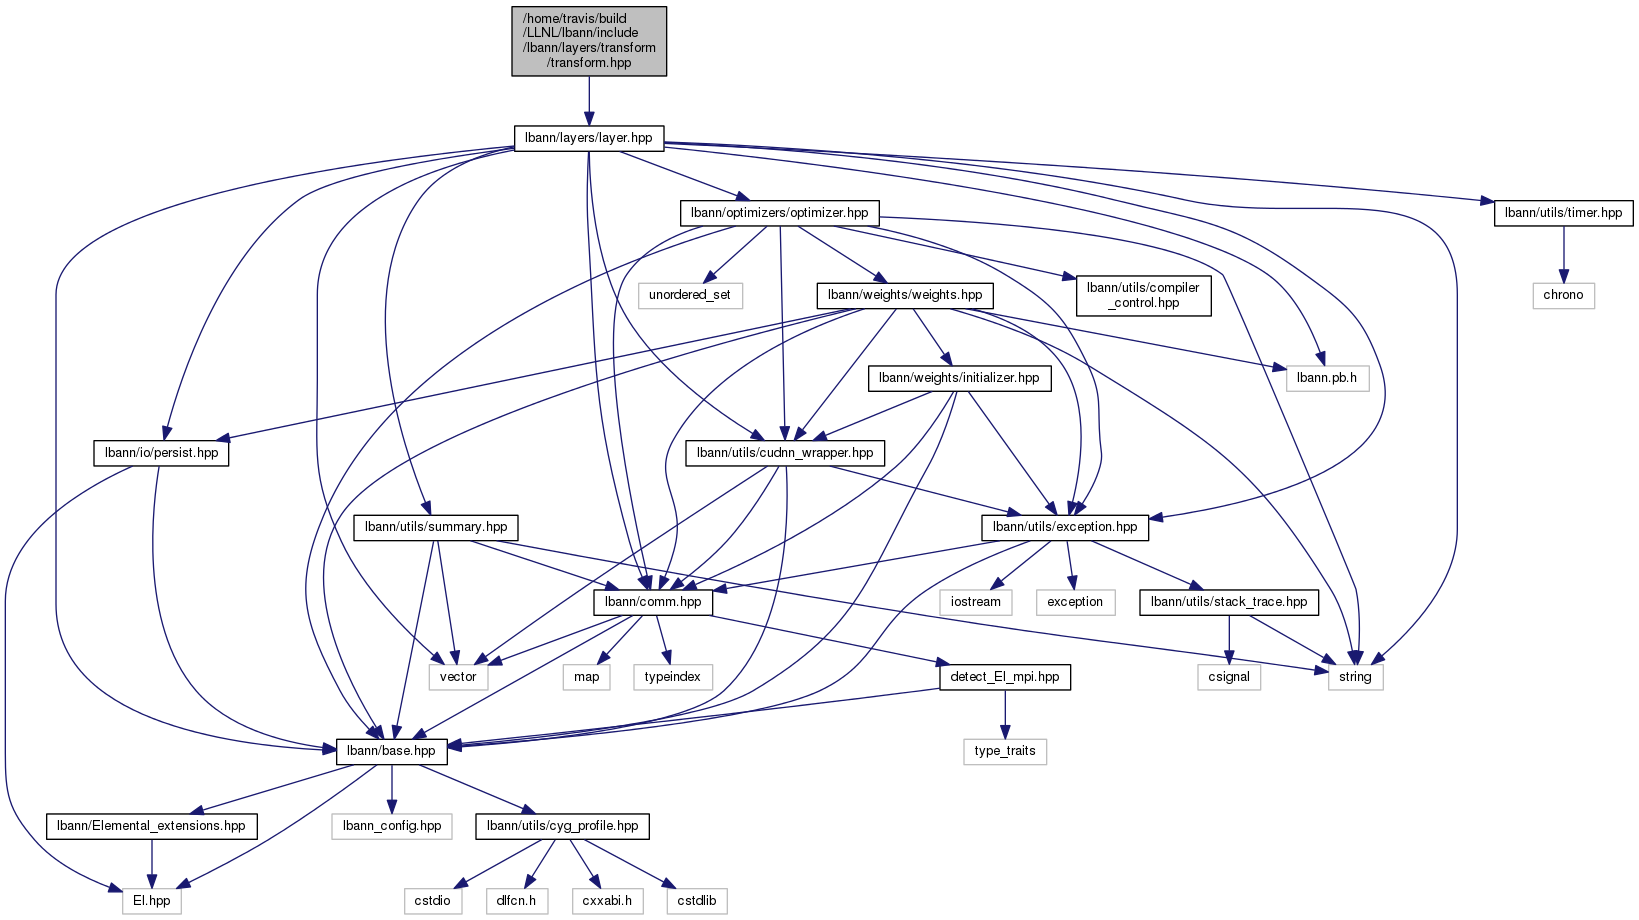 /home/travis/build
/LLNL/lbann/include
/lbann/layers/transform
/transform.hpp
lbann/layers/layer.hpp
lbann/optimizers/optimizer.hpp
lbann/utils/timer.hpp
unordered_set
lbann/weights/weights.hpp
lbann/utils/compiler
_control.hpp
chrono
lbann/weights/initializer.hpp
lbann.pb.h
lbann/io/persist.hpp
lbann/utils/cudnn_wrapper.hpp
lbann/utils/summary.hpp
lbann/utils/exception.hpp
lbann/comm.hpp
iostream
exception
lbann/utils/stack_trace.hpp
vector
map
typeindex
detect_El_mpi.hpp
csignal
string
lbann/base.hpp
type_traits
lbann/Elemental_extensions.hpp
lbann_config.hpp
lbann/utils/cyg_profile.hpp
El.hpp
cstdio
dlfcn.h
cxxabi.h
cstdlib